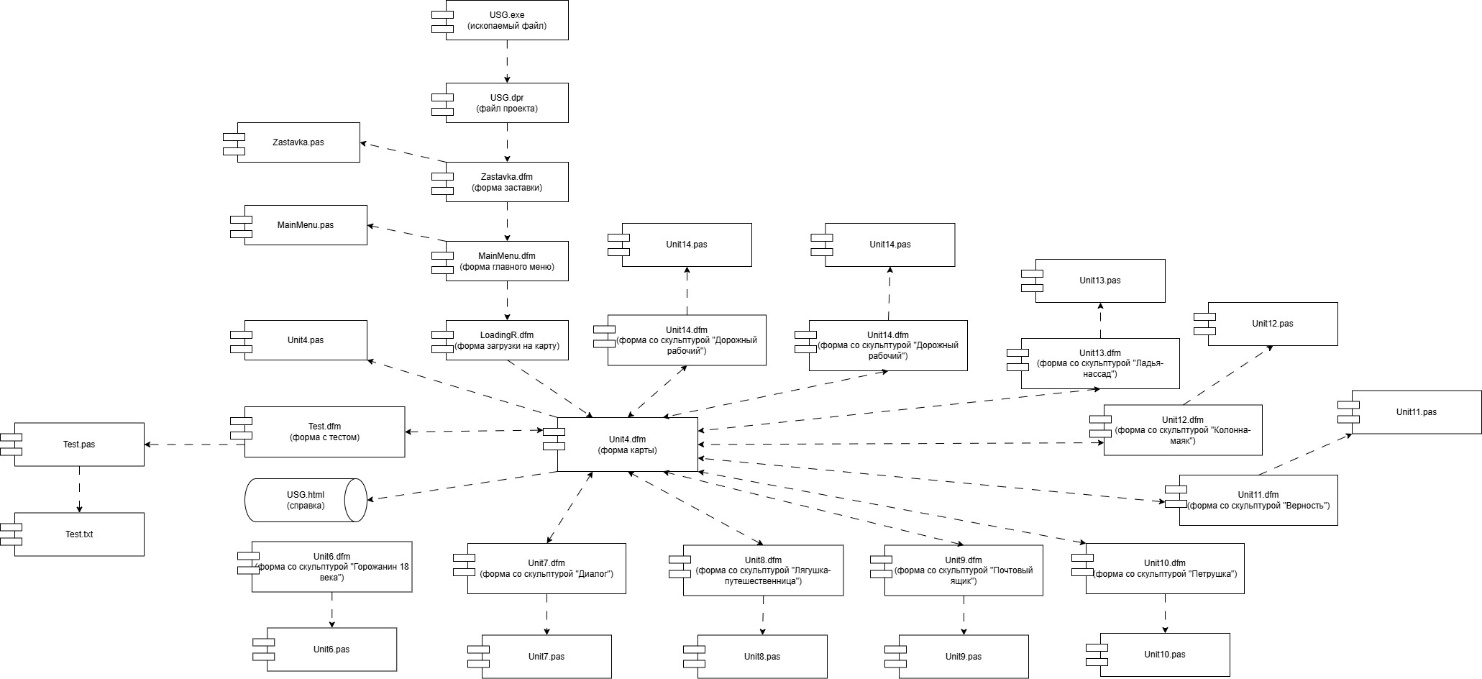 USG.exe
(ископаемый файл)
USG.dpr
(файл проекта)
Zastavka.pas
Zastavka.dfm
(форма заставки)
MainMenu.pas
MainMenu.dfm
(форма главного меню)
Unit14.pas
Unit14.pas
Unit13.pas
Unit12.pas
Unit4.pas
LoadingR.dfm
(форма загрузки на карту)
Unit14.dfm
(форма со скульптурой "Дорожный
рабочий")
Unit14.dfm
(форма со скульптурой "Дорожный
рабочий")
Unit13.dfm
(форма со скульптурой "Ладья-
нассад")
Unit11.pas
Unit12.dfm
(форма со скульптурой "Колонна-
маяк")
Test.pas
Test.dfm
(форма с тестом)
Unit4.dfm
(форма карты)
USG.html
(справка)
Unit11.dfm
(форма со скульптурой "Верность")
Test.txt
Unit6.dfm
(форма со скульптурой "Горожанин 18
века")
Unit7.dfm
(форма со скульптурой "Диалог")
Unit8.dfm
(форма со скульптурой "Лягушка-
путешественница")
Unit9.dfm
(форма со скульптурой "Почтовый
ящик")
Unit10.dfm
(форма со скульптурой "Петрушка")
Unit6.pas
Unit7.pas
Unit8.pas
Unit9.pas
Unit10.pas